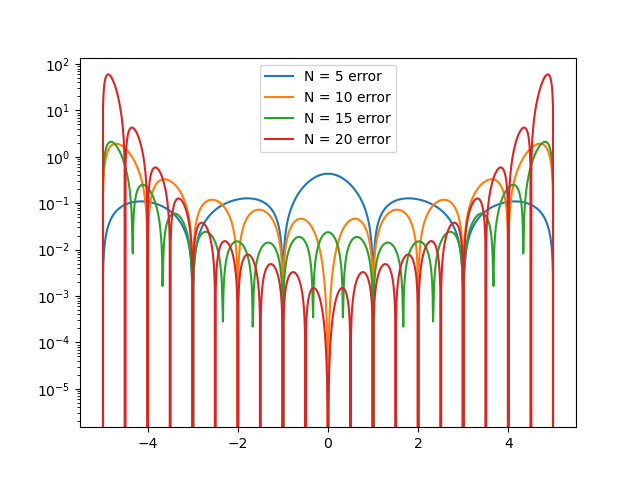 N = 5 error
N = 10 error
N = 15 error
N = 20 error
10²
10¹
10⁰
10⁻¹
10⁻²
10⁻³
10⁻⁴
10⁻⁵
−4 −2 0 2 4